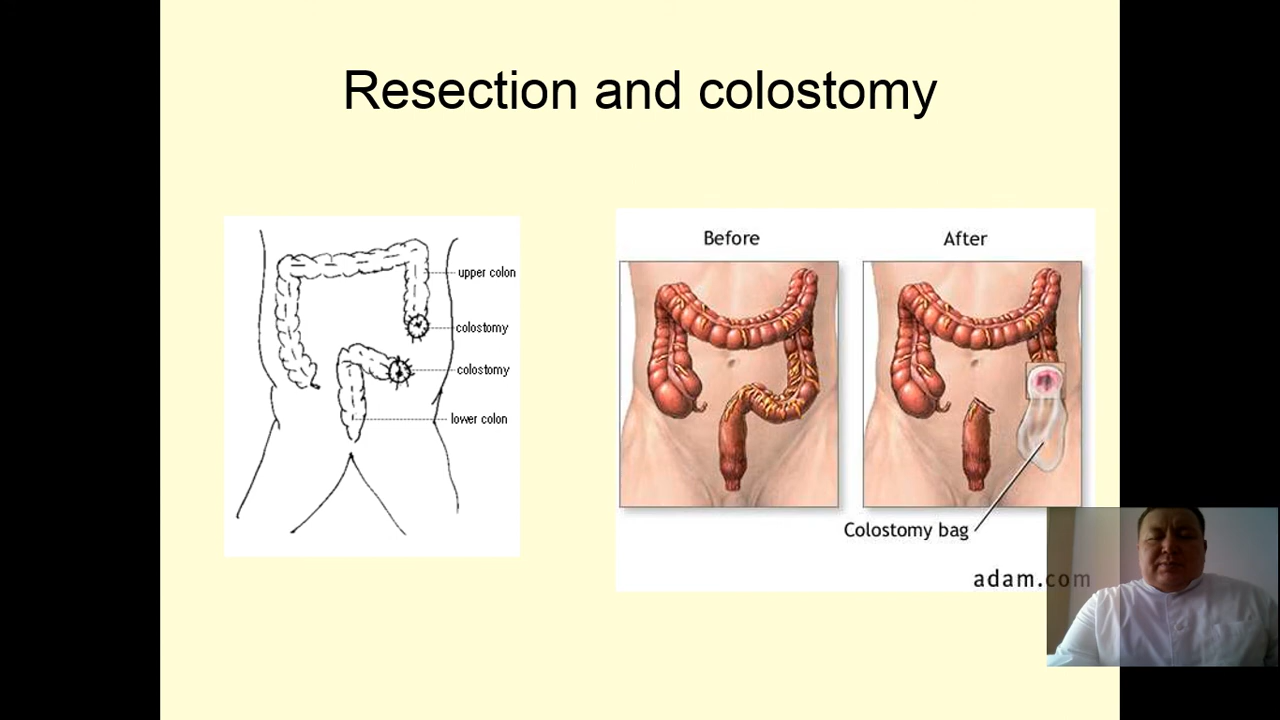 Resection and colostomy
upper colon
colostomy
colostomy
lower colon
Before
After
Colostomy bag
adam.com